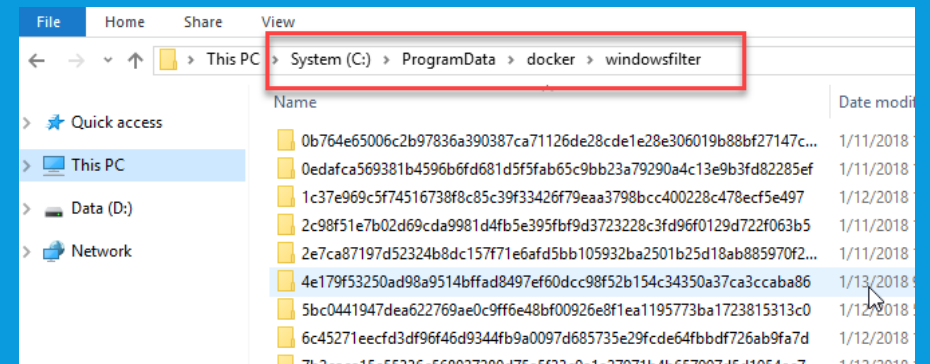 File Home Share View
This PC > System (C:) > ProgramData > docker > windowsfilter
Name Date modif
Quick access
This PC
Data (D:)
Network
0b764e65006c2b97836a390387ca71126de28cde1e28e306019b88bf27147c... 1/11/2018
0edafca569381b4596b6fd681d5f5fab65c9bb23a79290a4c13e9b3fd82285ef 1/11/2018
1c37e969c5f74516738f8c85c39f33426f79eaa3798bcc400228c478ecf5e497 1/12/2018
2c98f51e7b02d69cda9981d4fb5e395fbf9d3723228c3fd96f0129d722f063b5 1/11/2018
2e7ca87197d52324b8dc157f71e6afd5bb105932ba2501b25d18ab885970f2... 1/11/2018
4e179f53250ad98a9514bffad8497ef60dcc98f52b154c34350a37ca3ccaba86 1/13/2018
5bc0441947dea622769ae0c9ff6e48bf00926e8f1ea1195773ba1723815313c0 1/12/2018
6c45271eecfd3df96f46d9344fb9a0097d685735e29fcde64fbbdf726ab9fa7d 1/12/2018